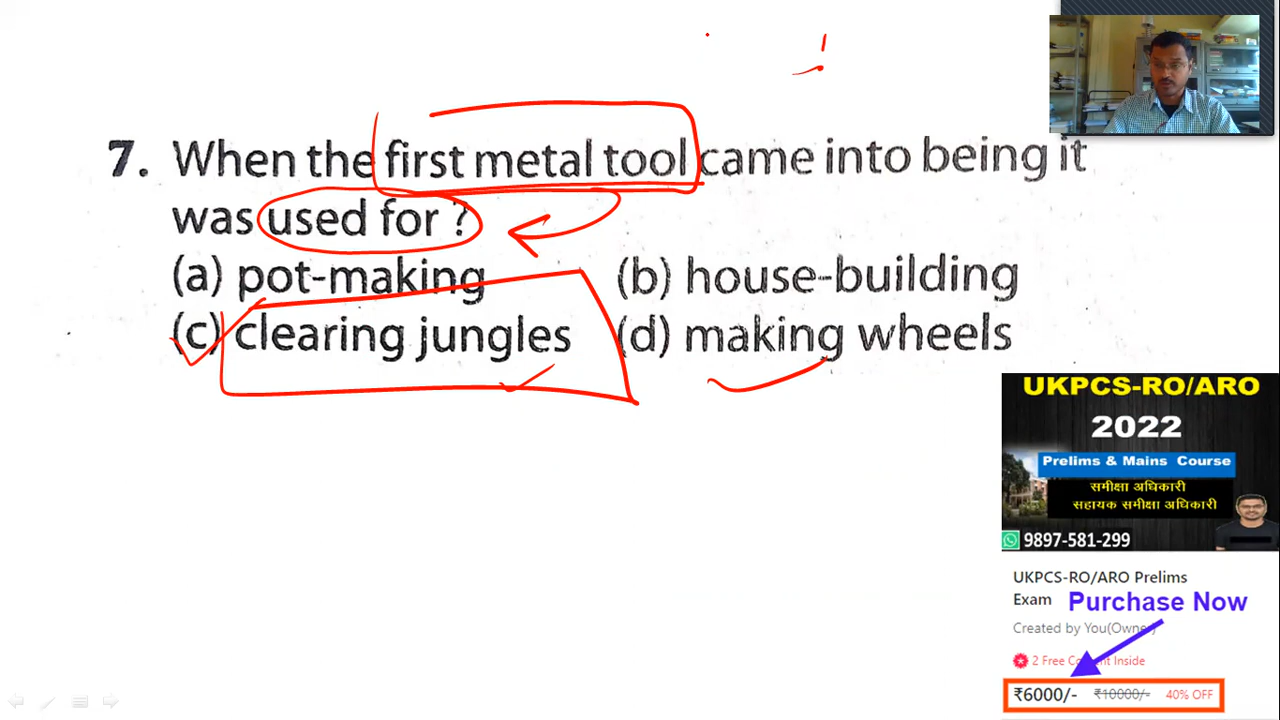 7. When the first metal tool came into being it
was used for ?
(a) pot-making (b) house-building
(c) clearing jungles (d) making wheels
UKPCS-RO/ARO
2022
Prelims & Mains Course
समीक्षा अधिकारी
सहायक समीक्षा अधिकारी
9897-581-299
UKPCS-RO/ARO Prelims
Exam Purchase Now
Created by You(Owner)
2 Free Inside
₹6000/- ₹10000/- 40% OFF